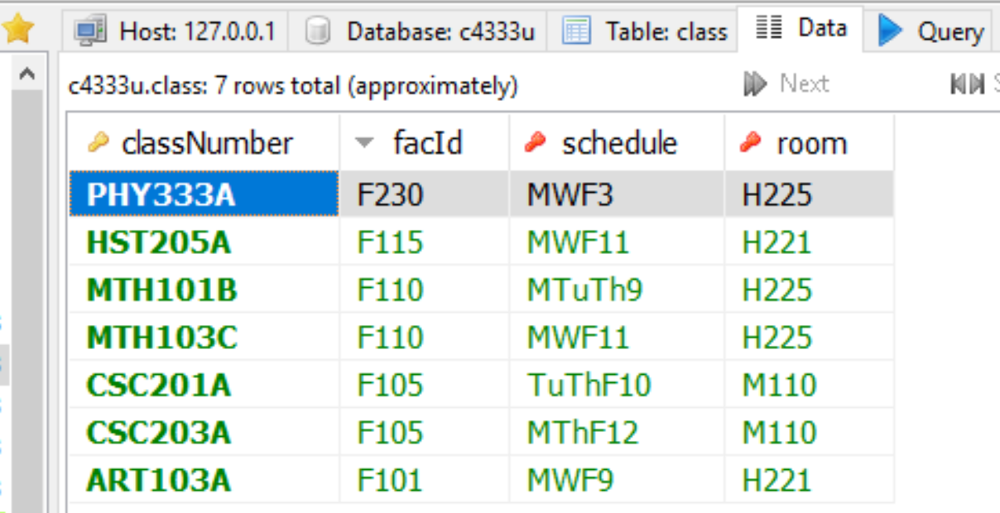 Host: 127.0.0.1 Database: c4333u Table: class Data Query
c4333u.class: 7 rows total (approximately) Next
classNumber facId schedule room
PHY333A F230 MWF3 H225
HST205A F115 MWF11 H221
MTH101B F110 MTuTh9 H225
MTH103C F110 MWF11 H225
CSC201A F105 TuThF10 M110
CSC203A F105 MThF12 M110
ART103A F101 MWF9 H221